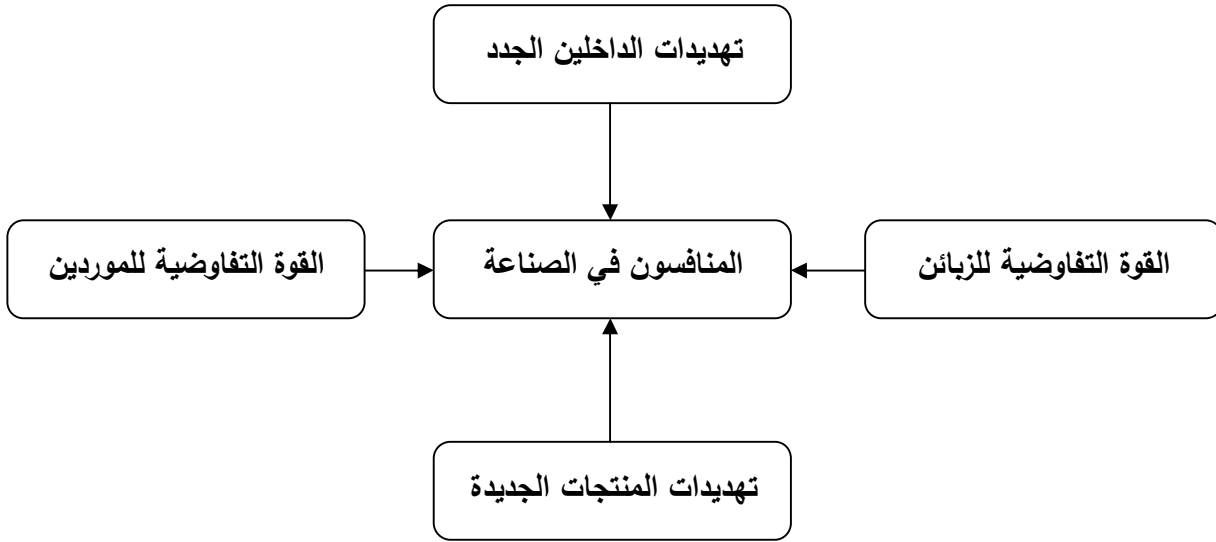 تهديدات الداخلين الجدد
القوة التفاوضية للزبائن
المنافسون في الصناعة
القوة التفاوضية للموردين
تهديدات المنتجات الجديدة